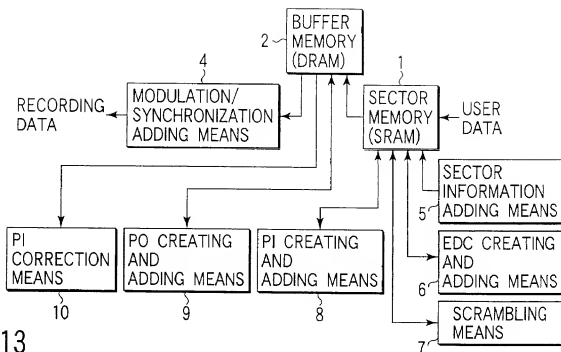 2
BUFFER
MEMORY
(DRAM)
4
MODULATION/
SYNCHRONIZATION
ADDING MEANS
RECORDING
DATA
1
SECTOR
MEMORY
(SRAM)
USER
DATA
SECTOR
INFORMATION
ADDING MEANS
5
EDC CREATING
AND
ADDING MEANS
6
SCRAMBLING
MEANS
7
PI
CORRECTION
MEANS
10
PO CREATING
AND
ADDING MEANS
9
PI CREATING
AND
ADDING MEANS
8
13